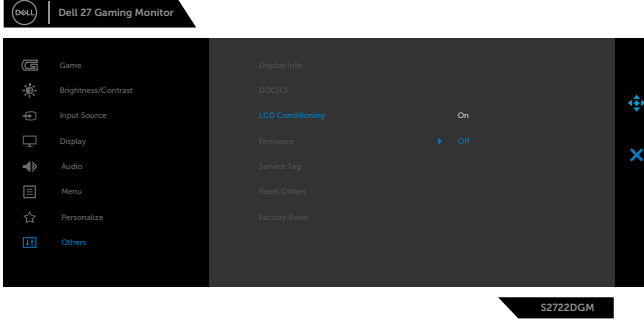 DELL
Dell 27 Gaming Monitor
Game
Display Info
Brightness/Contrast
DDC/CI
Input Source
LCD Conditioning
On
Display
Firmware
Off
Audio
Service Tag
Menu
Reset Others
Personalize
Factory Reset
Others
S2722DGM